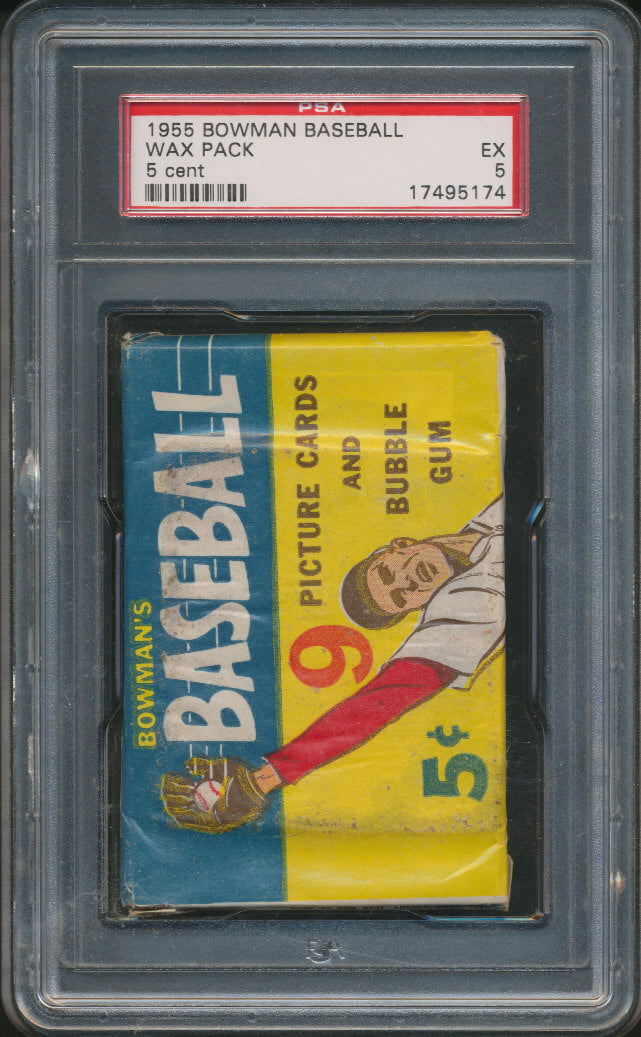 PSA
1955 BOWMAN BASEBALL
WAX PACK EX
5 cent 5
17495174
BOWMAN'S
BASEBALL
9 PICTURE CARDS
AND
BUBBLE
GUM
5¢
PSA